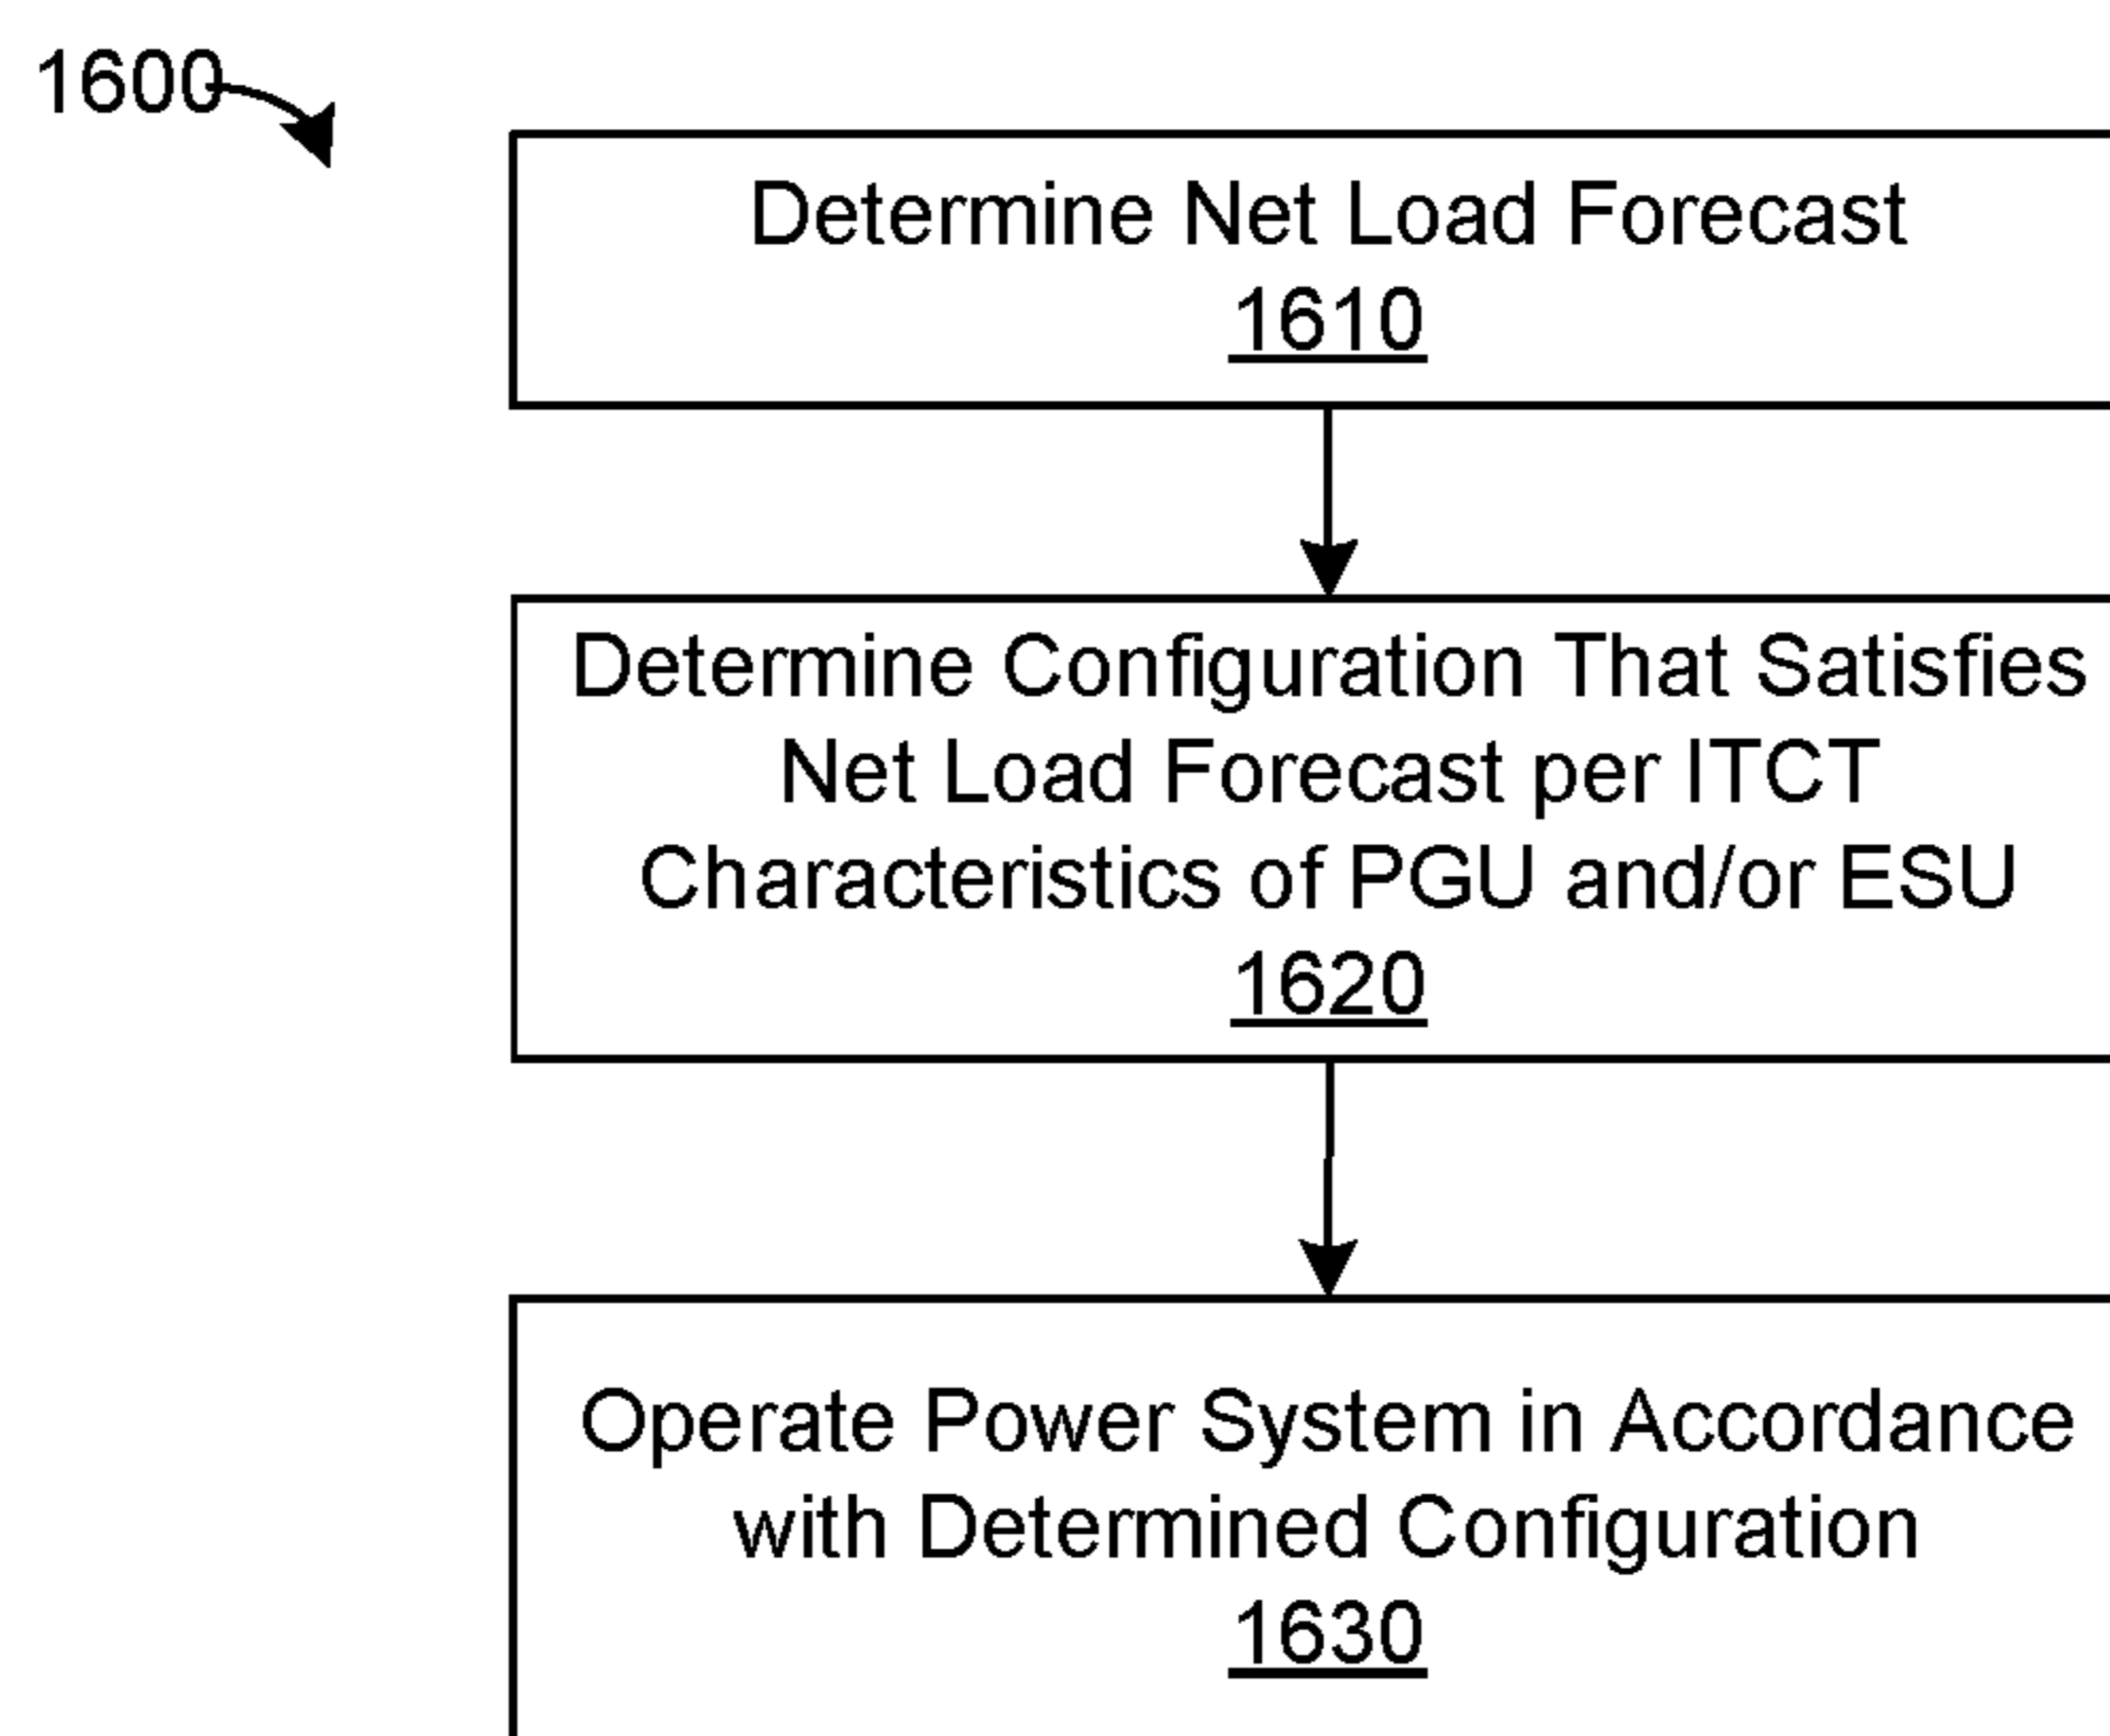 1600
Determine Net Load Forecast
1610
Determine Configuration That Satisfies
Net Load Forecast per ITCT
Characteristics of PGU and/or ESU
1620
Operate Power System in Accordance
with Determined Configuration
1630